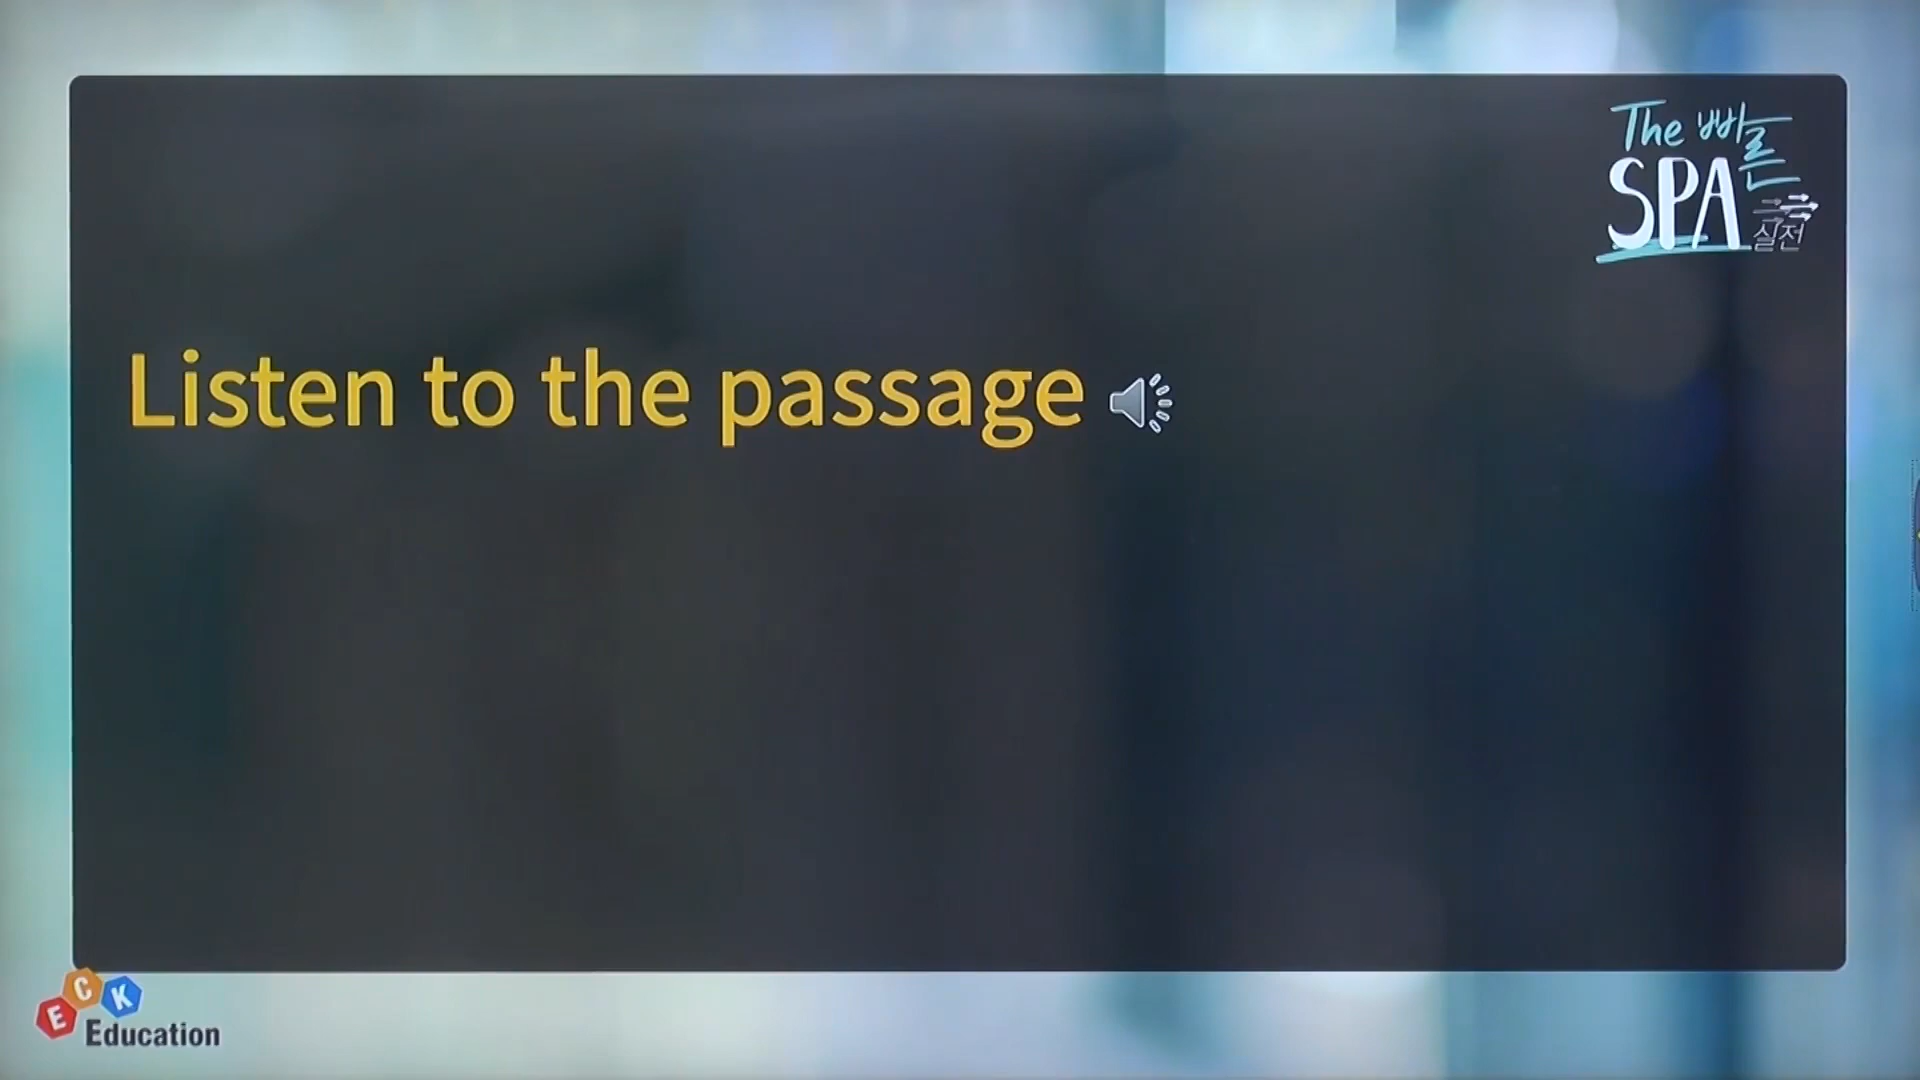 The 빠른
SPA
실전
Listen to the passage
E C K
Education